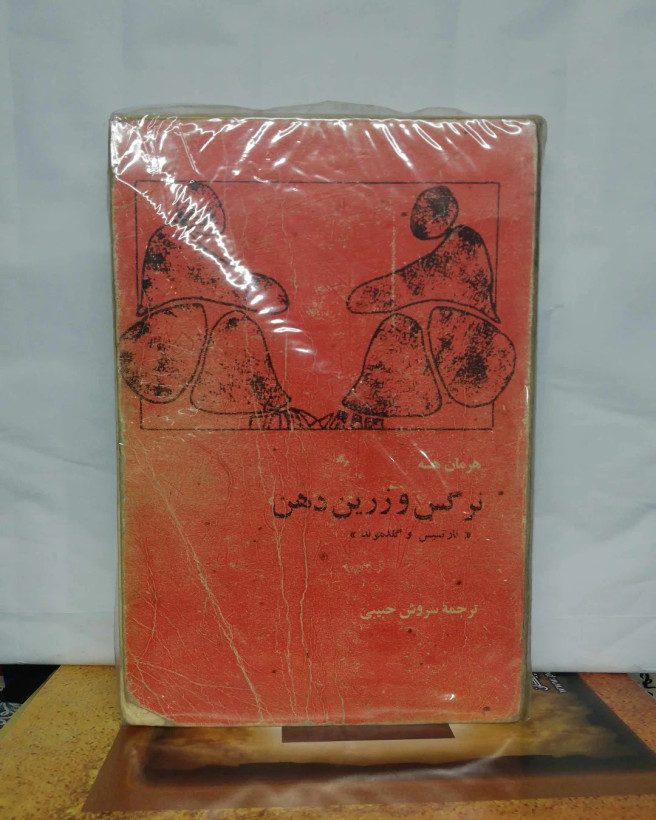 هرمان هسه
نرگس و زرین دهن
« نارتسیس و گلدموند »
ترجمهٔ سروش حبیبی